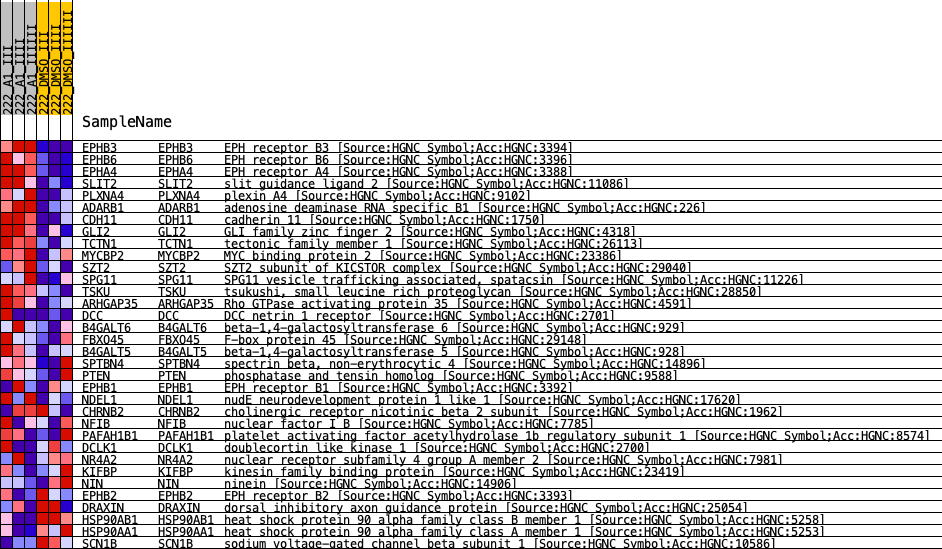 222_A1_III
222_A1_IIII
222_A1_IIIIII
222_DMSO_III
222_DMSO_IIII
222_DMSO_IIIIII
SampleName
EPHB3 EPHB3 EPH receptor B3 [Source:HGNC Symbol;Acc:HGNC:3394]
EPHB6 EPHB6 EPH receptor B6 [Source:HGNC Symbol;Acc:HGNC:3396]
EPHA4 EPHA4 EPH receptor A4 [Source:HGNC Symbol;Acc:HGNC:3388]
SLIT2 SLIT2 slit guidance ligand 2 [Source:HGNC Symbol;Acc:HGNC:11086]
PLXNA4 PLXNA4 plexin A4 [Source:HGNC Symbol;Acc:HGNC:9102]
ADARB1 ADARB1 adenosine deaminase RNA specific B1 [Source:HGNC Symbol;Acc:HGNC:226]
CDH11 CDH11 cadherin 11 [Source:HGNC Symbol;Acc:HGNC:1750]
GLI2 GLI2 GLI family zinc finger 2 [Source:HGNC Symbol;Acc:HGNC:4318]
TCTN1 TCTN1 tectonic family member 1 [Source:HGNC Symbol;Acc:HGNC:26113]
MYCBP2 MYCBP2 MYC binding protein 2 [Source:HGNC Symbol;Acc:HGNC:23386]
SZT2 SZT2 SZT2 subunit of KICSTOR complex [Source:HGNC Symbol;Acc:HGNC:29040]
SPG11 SPG11 SPG11 vesicle trafficking associated, spatacsin [Source:HGNC Symbol;Acc:HGNC:11226]
TSKU TSKU tsukushi, small leucine rich proteoglycan [Source:HGNC Symbol;Acc:HGNC:28850]
ARHGAP35 ARHGAP35 Rho GTPase activating protein 35 [Source:HGNC Symbol;Acc:HGNC:4591]
DCC DCC DCC netrin 1 receptor [Source:HGNC Symbol;Acc:HGNC:2701]
B4GALT6 B4GALT6 beta-1,4-galactosyltransferase 6 [Source:HGNC Symbol;Acc:HGNC:929]
FBXO45 FBXO45 F-box protein 45 [Source:HGNC Symbol;Acc:HGNC:29148]
B4GALT5 B4GALT5 beta-1,4-galactosyltransferase 5 [Source:HGNC Symbol;Acc:HGNC:928]
SPTBN4 SPTBN4 spectrin beta, non-erythrocytic 4 [Source:HGNC Symbol;Acc:HGNC:14896]
PTEN PTEN phosphatase and tensin homolog [Source:HGNC Symbol;Acc:HGNC:9588]
EPHB1 EPHB1 EPH receptor B1 [Source:HGNC Symbol;Acc:HGNC:3392]
NDEL1 NDEL1 nudE neurodevelopment protein 1 like 1 [Source:HGNC Symbol;Acc:HGNC:17620]
CHRNB2 CHRNB2 cholinergic receptor nicotinic beta 2 subunit [Source:HGNC Symbol;Acc:HGNC:1962]
NFIB NFIB nuclear factor I B [Source:HGNC Symbol;Acc:HGNC:7785]
PAFAH1B1 PAFAH1B1 platelet activating factor acetylhydrolase 1b regulatory subunit 1 [Source:HGNC Symbol;Acc:HGNC:8574]
DCLK1 DCLK1 doublecortin like kinase 1 [Source:HGNC Symbol;Acc:HGNC:2700]
NR4A2 NR4A2 nuclear receptor subfamily 4 group A member 2 [Source:HGNC Symbol;Acc:HGNC:7981]
KIFBP KIFBP kinesin family binding protein [Source:HGNC Symbol;Acc:HGNC:23419]
NIN NIN ninein [Source:HGNC Symbol;Acc:HGNC:14906]
EPHB2 EPHB2 EPH receptor B2 [Source:HGNC Symbol;Acc:HGNC:3393]
DRAXIN DRAXIN dorsal inhibitory axon guidance protein [Source:HGNC Symbol;Acc:HGNC:25054]
HSP90AB1 HSP90AB1 heat shock protein 90 alpha family class B member 1 [Source:HGNC Symbol;Acc:HGNC:5258]
HSP90AA1 HSP90AA1 heat shock protein 90 alpha family class A member 1 [Source:HGNC Symbol;Acc:HGNC:5253]
SCN1B SCN1B sodium voltage-gated channel beta subunit 1 [Source:HGNC Symbol;Acc:HGNC:10586]